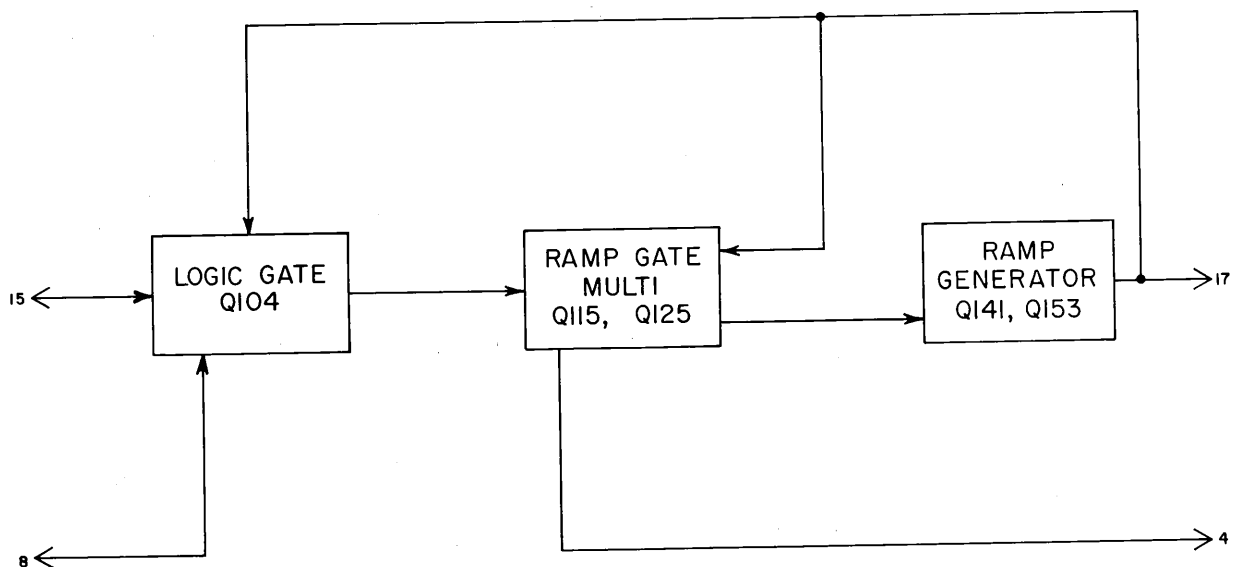 LOGIC GATE
Q104
RAMP GATE
MULTI
Q115, Q125
RAMP
GENERATOR
Q141, Q153
15
17
8
4